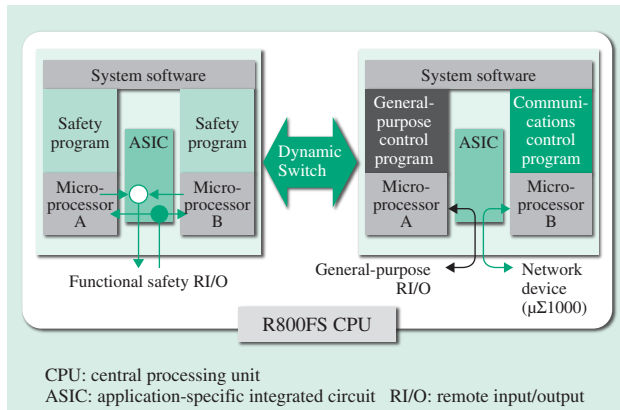 System software
Safety
program
ASIC
Safety
program
Micro-
processor
A
Micro-
processor
B
Functional safety RI/O
Dynamic
Switch
System software
General-
purpose
control
program
ASIC
Communi-
cations
control
program
Micro-
processor
A
Micro-
processor
B
General-purpose
RI/O
Network
device
(μΣ1000)
R800FS CPU
CPU: central processing unit
ASIC: application-specific integrated circuit RI/O: remote input/output